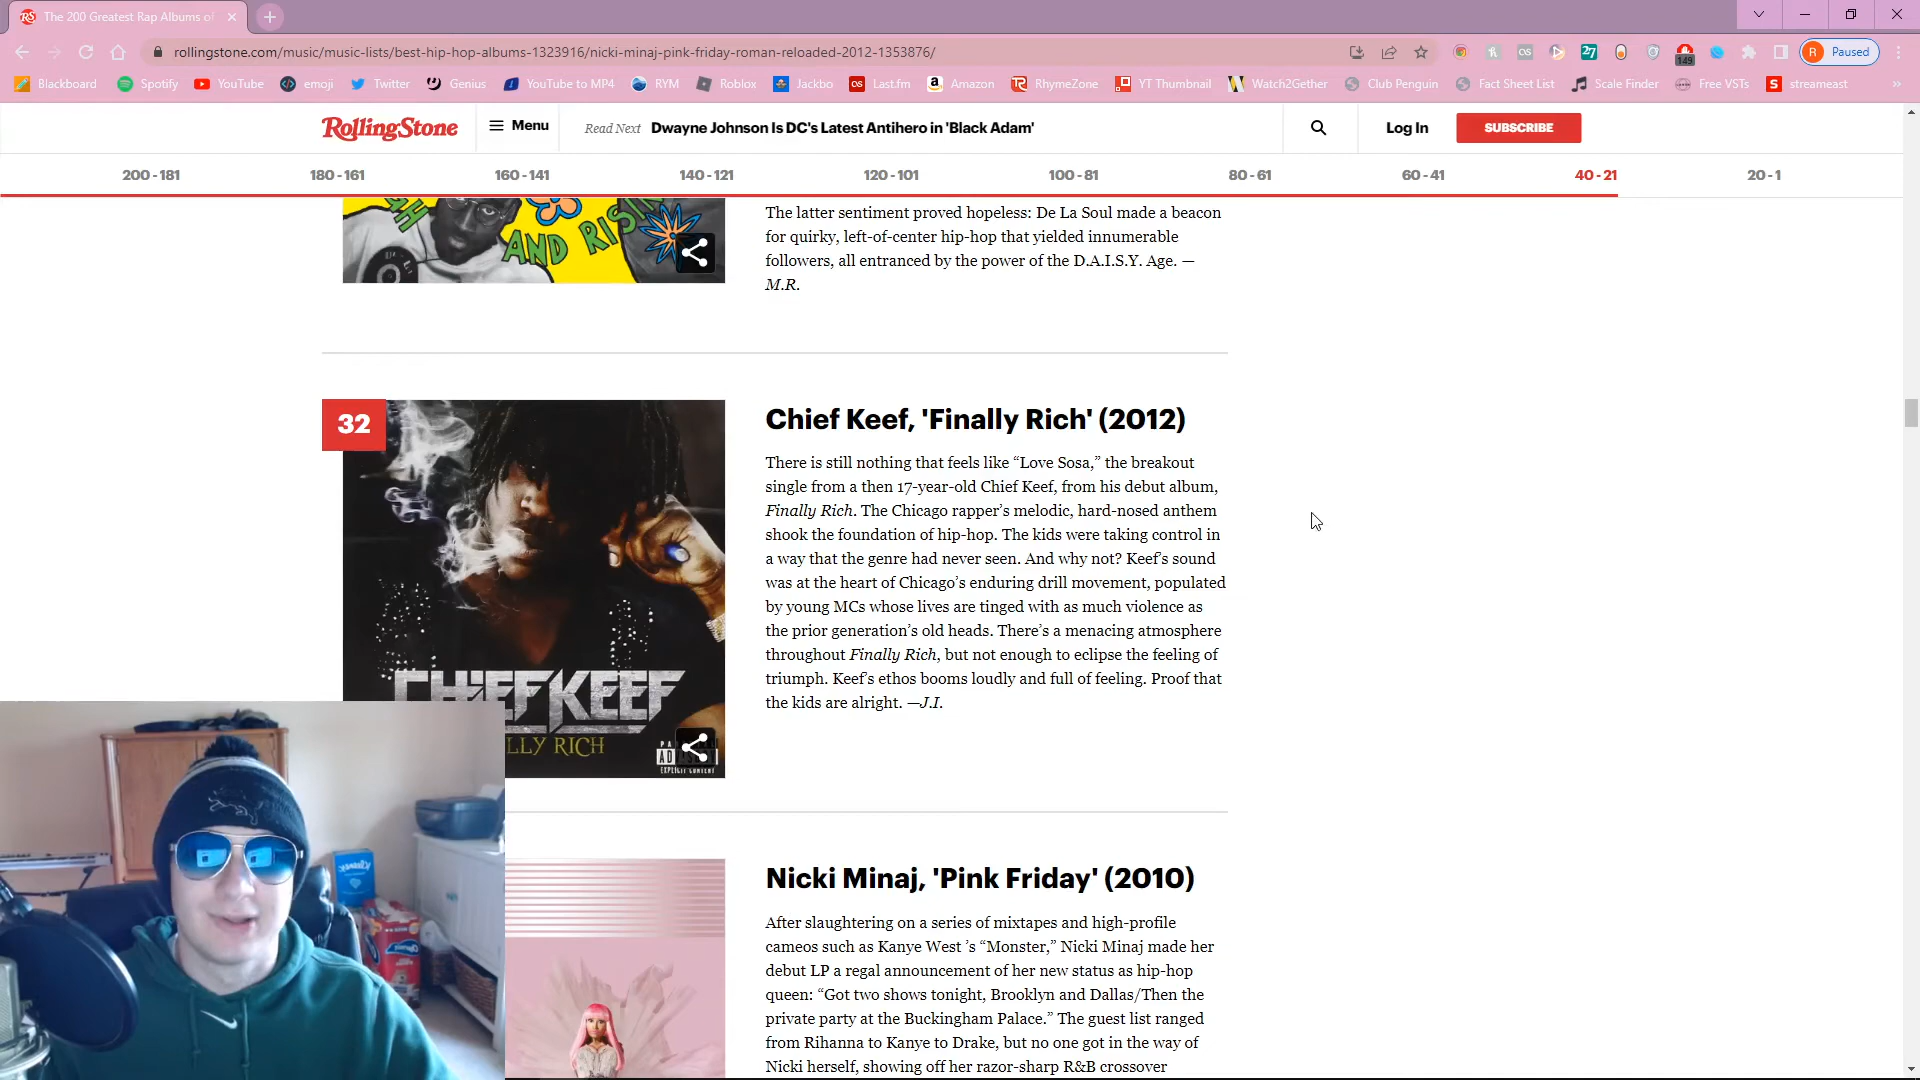 The 200 Greatest Rap Albums of
rollingstone.com/music/music-lists/best-hip-hop-albums-1323916/nicki-minaj-pink-friday-roman-reloaded-2012-1353876/
27
149
R Paused
Blackboard Spotify YouTube emoji Twitter Genius YouTube to MP4 RYM Roblox Jackbo Last.fm Amazon RhymeZone YT Thumbnail Watch2Gether Club Penguin Fact Sheet List Scale Finder Free VSTs streameast
RollingStone Menu Read Next Dwayne Johnson Is DC's Latest Antihero in 'Black Adam' Log In SUBSCRIBE
200 - 181 180 - 161 160 - 141 140 - 121 120 - 101 100 - 81 80 - 61 60 - 41 40 - 21 20 - 1
AND RISIN
The latter sentiment proved hopeless: De La Soul made a beacon
for quirky, left-of-center hip-hop that yielded innumerable
followers, all entranced by the power of the D.A.I.S.Y. Age. —
M.R.
32
CHIEF KEEF
LLY RICH
EXPLICIT CONTENT
Chief Keef, 'Finally Rich' (2012)
There is still nothing that feels like “Love Sosa,” the breakout
single from a then 17-year-old Chief Keef, from his debut album,
Finally Rich. The Chicago rapper’s melodic, hard-nosed anthem
shook the foundation of hip-hop. The kids were taking control in
a way that the genre had never seen. And why not? Keef’s sound
was at the heart of Chicago’s enduring drill movement, populated
by young MCs whose lives are tinged with as much violence as
the prior generation’s old heads. There’s a menacing atmosphere
throughout Finally Rich, but not enough to eclipse the feeling of
triumph. Keef’s ethos booms loudly and full of feeling. Proof that
the kids are alright. —J.I.
Nicki Minaj, 'Pink Friday' (2010)
After slaughtering on a series of mixtapes and high-profile
cameos such as Kanye West ’s “Monster,” Nicki Minaj made her
debut LP a regal announcement of her new status as hip-hop
queen: “Got two shows tonight, Brooklyn and Dallas/Then the
private party at the Buckingham Palace.” The guest list ranged
from Rihanna to Kanye to Drake, but no one got in the way of
Nicki herself, showing off her razor-sharp R&B crossover